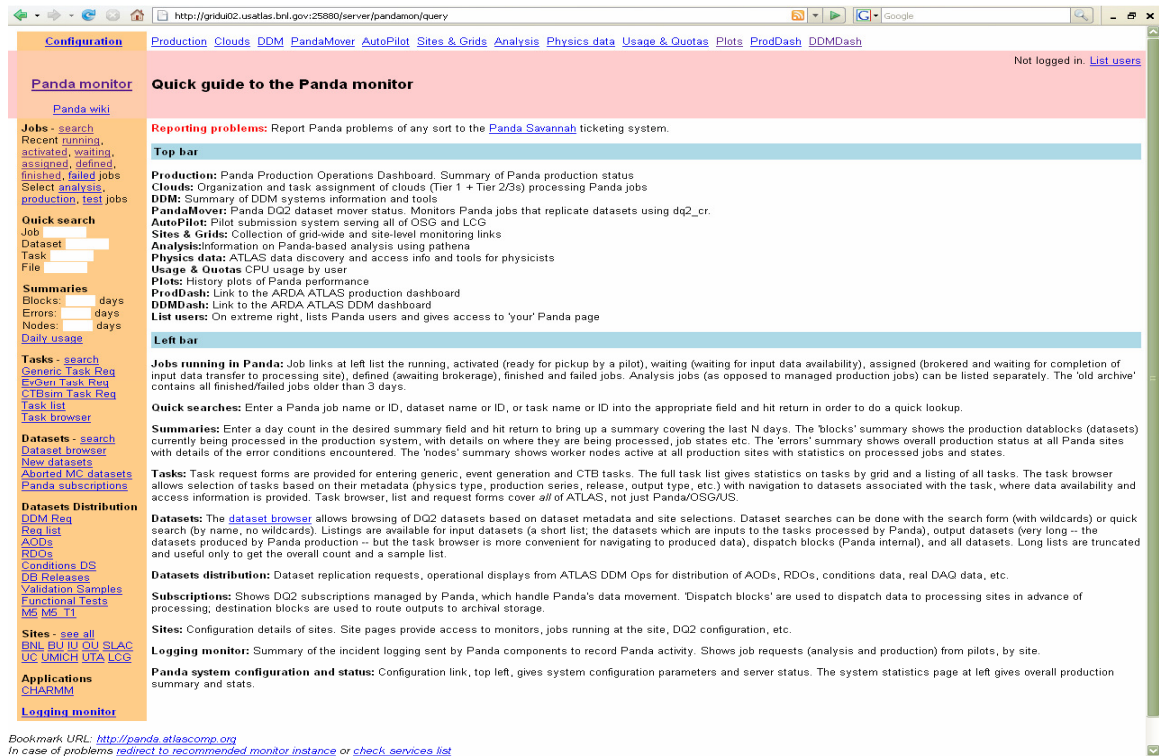 http://gridui02.usatlas.bnl.gov:25880/server/pandamon/query
Google
Configuration
Production Clouds DDM PandaMover AutoPilot Sites & Grids Analysis Physics data Usage & Quotas Plots ProdDash DDMDash
Not logged in. List users
Panda monitor
Quick guide to the Panda monitor
Panda wiki
Jobs - search
Recent running,
activated, waiting,
assigned, defined,
finished, failed jobs
Select analysis,
production, test jobs
Quick search
Job
Dataset
Task
File
Summaries
Blocks: days
Errors: days
Nodes: days
Daily usage
Tasks - search
Generic Task Req
EvGen Task Req
CTBsim Task Req
Task list
Task browser
Datasets - search
Dataset browser
New datasets
Aborted MC datasets
Panda subscriptions
Datasets Distribution
DDM Req
Req list
AODs
RDOs
Conditions DS
DB Releases
Validation Samples
Functional Tests
M5 M5_T1
Sites - see all
BNL BU IU OU SLAC
UC UMICH UTA LCG
Applications
CHARMM
Logging monitor
Reporting problems: Report Panda problems of any sort to the Panda Savannah ticketing system.
Top bar
Production: Panda Production Operations Dashboard. Summary of Panda production status
Clouds: Organization and task assignment of clouds (Tier 1 + Tier 2/3s) processing Panda jobs
DDM: Summary of DDM systems information and tools
PandaMover: Panda DQ2 dataset mover status. Monitors Panda jobs that replicate datasets using dq2_cr.
AutoPilot: Pilot submission system serving all of OSG and LCG
Sites & Grids: Collection of grid-wide and site-level monitoring links
Analysis:Information on Panda-based analysis using pathena
Physics data: ATLAS data discovery and access info and tools for physicists
Usage & Quotas CPU usage by user
Plots: History plots of Panda performance
ProdDash: Link to the ARDA ATLAS production dashboard
DDMDash: Link to the ARDA ATLAS DDM dashboard
List users: On extreme right, lists Panda users and gives access to 'your' Panda page
Left bar
Jobs running in Panda: Job links at left list the running, activated (ready for pickup by a pilot), waiting (waiting for input data availability), assigned (brokered and waiting for completion of
input data transfer to processing site), defined (awaiting brokerage), finished and failed jobs. Analysis jobs (as opposed to managed production jobs) can be listed separately. The 'old archive'
contains all finished/failed jobs older than 3 days.
Quick searches: Enter a Panda job name or ID, dataset name or ID, or task name or ID into the appropriate field and hit return in order to do a quick lookup.
Summaries: Enter a day count in the desired summary field and hit return to bring up a summary covering the last N days. The 'blocks' summary shows the production datablocks (datasets)
currently being processed in the production system, with details on where they are being processed, job states etc. The 'errors' summary shows overall production status at all Panda sites
with details of the error conditions encountered. The 'nodes' summary shows worker nodes active at all production sites with statistics on processed jobs and states.
Tasks: Task request forms are provided for entering generic, event generation and CTB tasks. The full task list gives statistics on tasks by grid and a listing of all tasks. The task browser
allows selection of tasks based on their metadata (physics type, production series, release, output type, etc.) with navigation to datasets associated with the task, where data availability and
access information is provided. Task browser, list and request forms cover all of ATLAS, not just Panda/OSG/US.
Datasets: The dataset browser allows browsing of DQ2 datasets based on dataset metadata and site selections. Dataset searches can be done with the search form (with wildcards) or quick
search (by name, no wildcards). Listings are available for input datasets (a short list; the datasets which are inputs to the tasks processed by Panda), output datasets (very long -- the
datasets produced by Panda production -- but the task browser is more convenient for navigating to produced data), dispatch blocks (Panda internal), and all datasets. Long lists are truncated
and useful only to get the overall count and a sample list.
Datasets distribution: Dataset replication requests, operational displays from ATLAS DDM Ops for distribution of AODs, RDOs, conditions data, real DAQ data, etc.
Subscriptions: Shows DQ2 subscriptions managed by Panda, which handle Panda's data movement. 'Dispatch blocks' are used to dispatch data to processing sites in advance of
processing; destination blocks are used to route outputs to archival storage.
Sites: Configuration details of sites. Site pages provide access to monitors, jobs running at the site, DQ2 configuration, etc.
Logging monitor: Summary of the incident logging sent by Panda components to record Panda activity. Shows job requests (analysis and production) from pilots, by site.
Panda system configuration and status: Configuration link, top left, gives system configuration parameters and server status. The system statistics page at left gives overall production
summary and stats.
Bookmark URL: http://panda.atlascomp.org
In case of problems redirect to recommended monitor instance or check services list